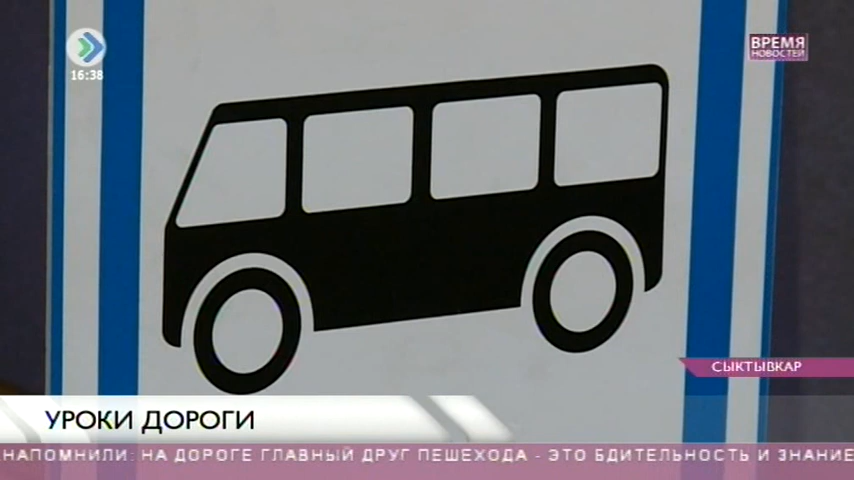 16:38
ВРЕМЯ
НОВОСТЕЙ
СЫКТЫВКАР
УРОКИ ДОРОГИ
НАПОМНИЛИ: НА ДОРОГЕ ГЛАВНЫЙ ДРУГ ПЕШЕХОДА - ЭТО БДИТЕЛЬНОСТЬ И ЗНАНИЕ